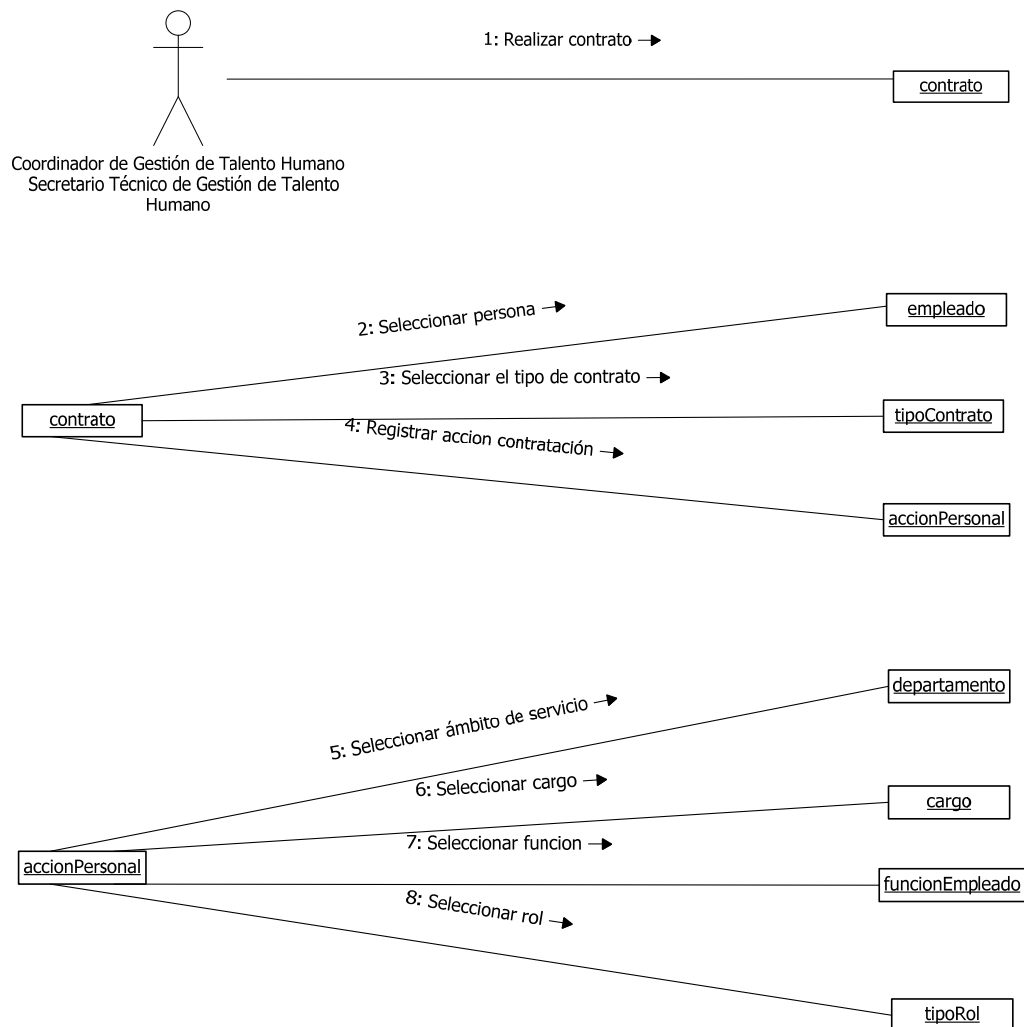 1: Realizar contrato
contrato
Coordinador de Gestión de Talento Humano
Secretario Técnico de Gestión de Talento
Humano
2: Seleccionar persona
empleado
3: Seleccionar el tipo de contrato
contrato
tipoContrato
4: Registrar accion contratación
accionPersonal
departamento
5: Seleccionar ámbito de servicio
6: Seleccionar cargo
cargo
7: Seleccionar funcion
accionPersonal
funcionEmpleado
8: Seleccionar rol
tipoRol